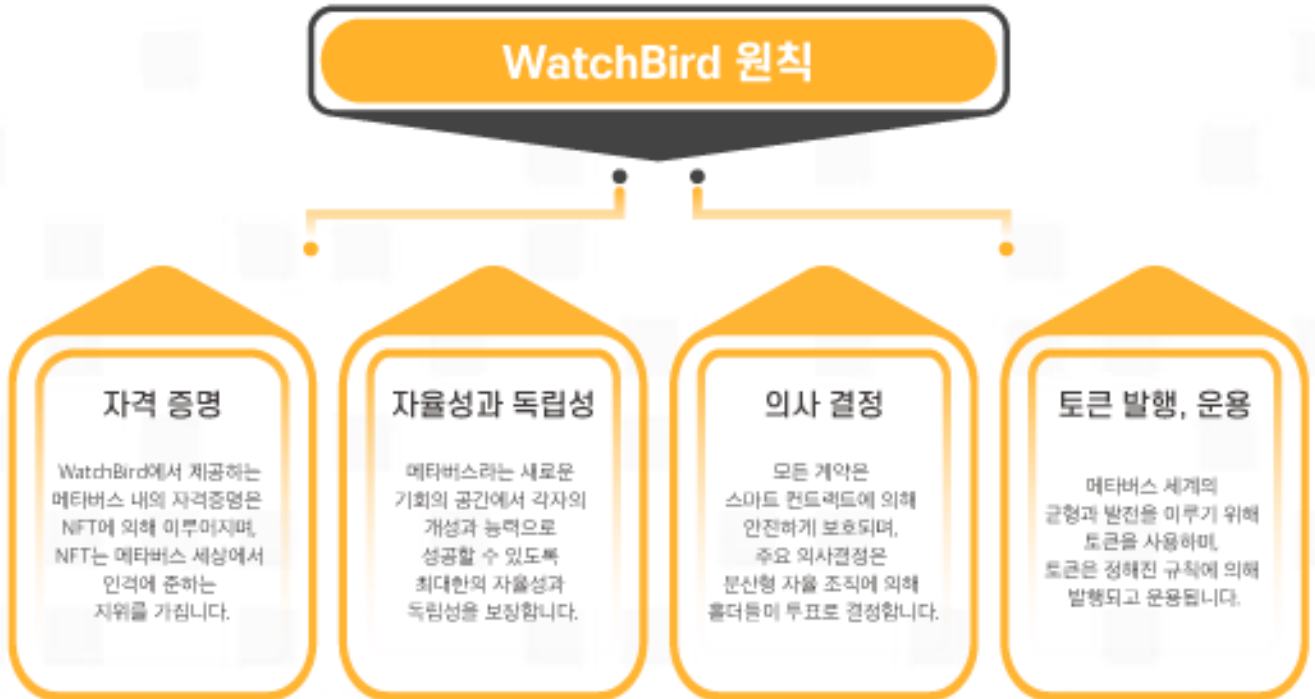 WatchBird 원칙
자격 증명
WatchBird에서 제공하는
메타버스 내의 자격증명은
NFT에 의해 이루어지며,
NFT는 메타버스 세상에서
인격에 준하는
지위를 가집니다.
자율성과 독립성
메타버스라는 새로운
기회의 공간에서 각자의
개성과 능력으로
성공할 수 있도록
최대한의 자율성과
독립성을 보장합니다.
의사 결정
모든 계약은
스마트 컨트랙트에 의해
안전하게 보호되며,
주요 의사결정은
분산형 자율 조직에 의해
홀더들이 투표로 결정합니다.
토큰 발행, 운용
메타버스 세계의
균형과 발전을 이루기 위해
토큰을 사용하며,
토큰은 정해진 규칙에 의해
발행되고 운용됩니다.